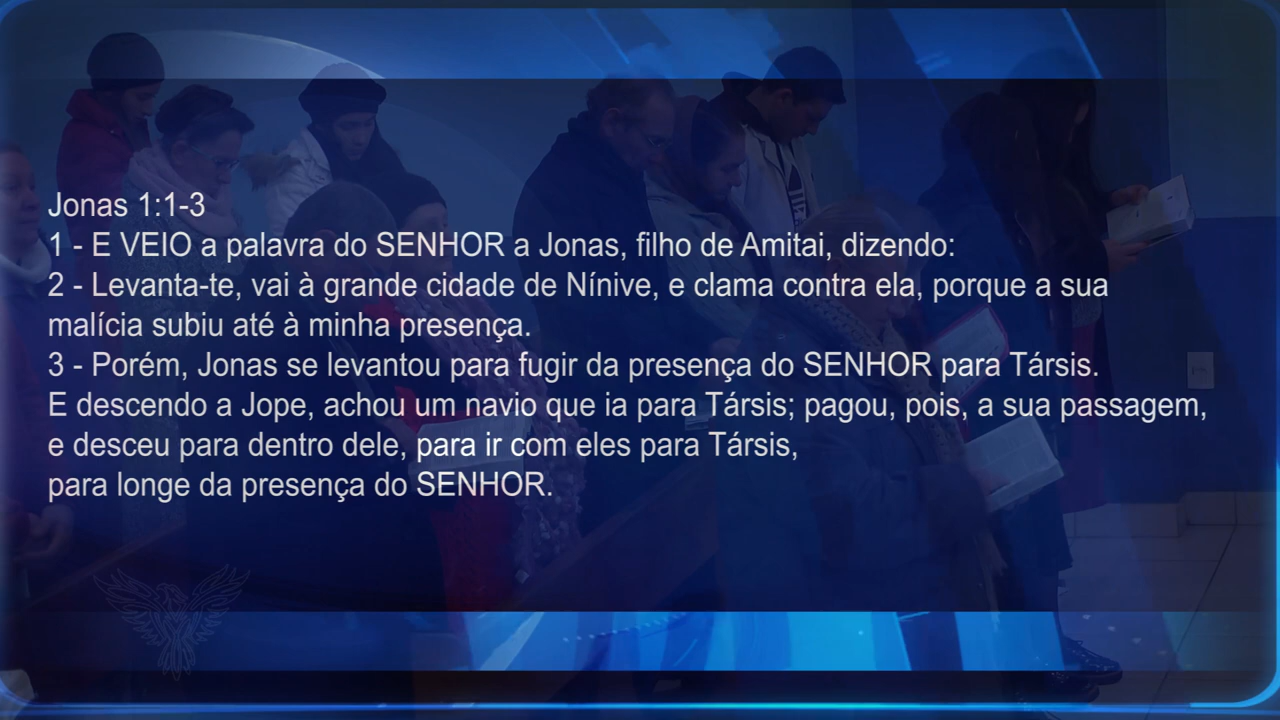 Jonas 1:1-3
1 - E VEIO a palavra do SENHOR a Jonas, filho de Amitai, dizendo:
2 - Levanta-te, vai à grande cidade de Nínive, e clama contra ela, porque a sua
malícia subiu até à minha presença.
3 - Porém, Jonas se levantou para fugir da presença do SENHOR para Társis.
E descendo a Jope, achou um navio que ia para Társis; pagou, pois, a sua passagem,
e desceu para dentro dele, para ir com eles para Társis,
para longe da presença do SENHOR.